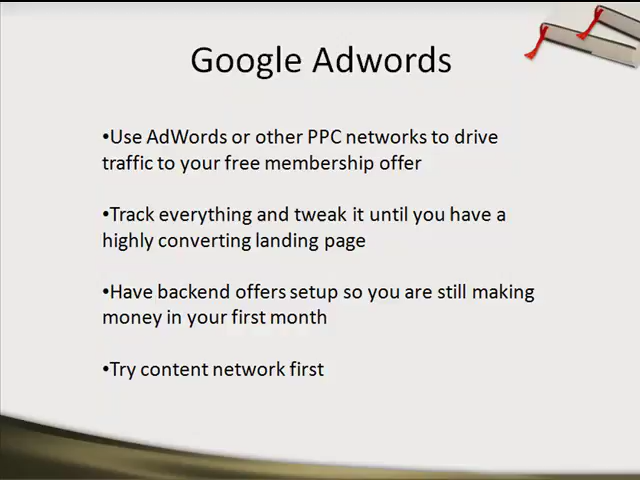 Google Adwords
•Use AdWords or other PPC networks to drive
traffic to your free membership offer
•Track everything and tweak it until you have a
highly converting landing page
•Have backend offers setup so you are still making
money in your first month
•Try content network first